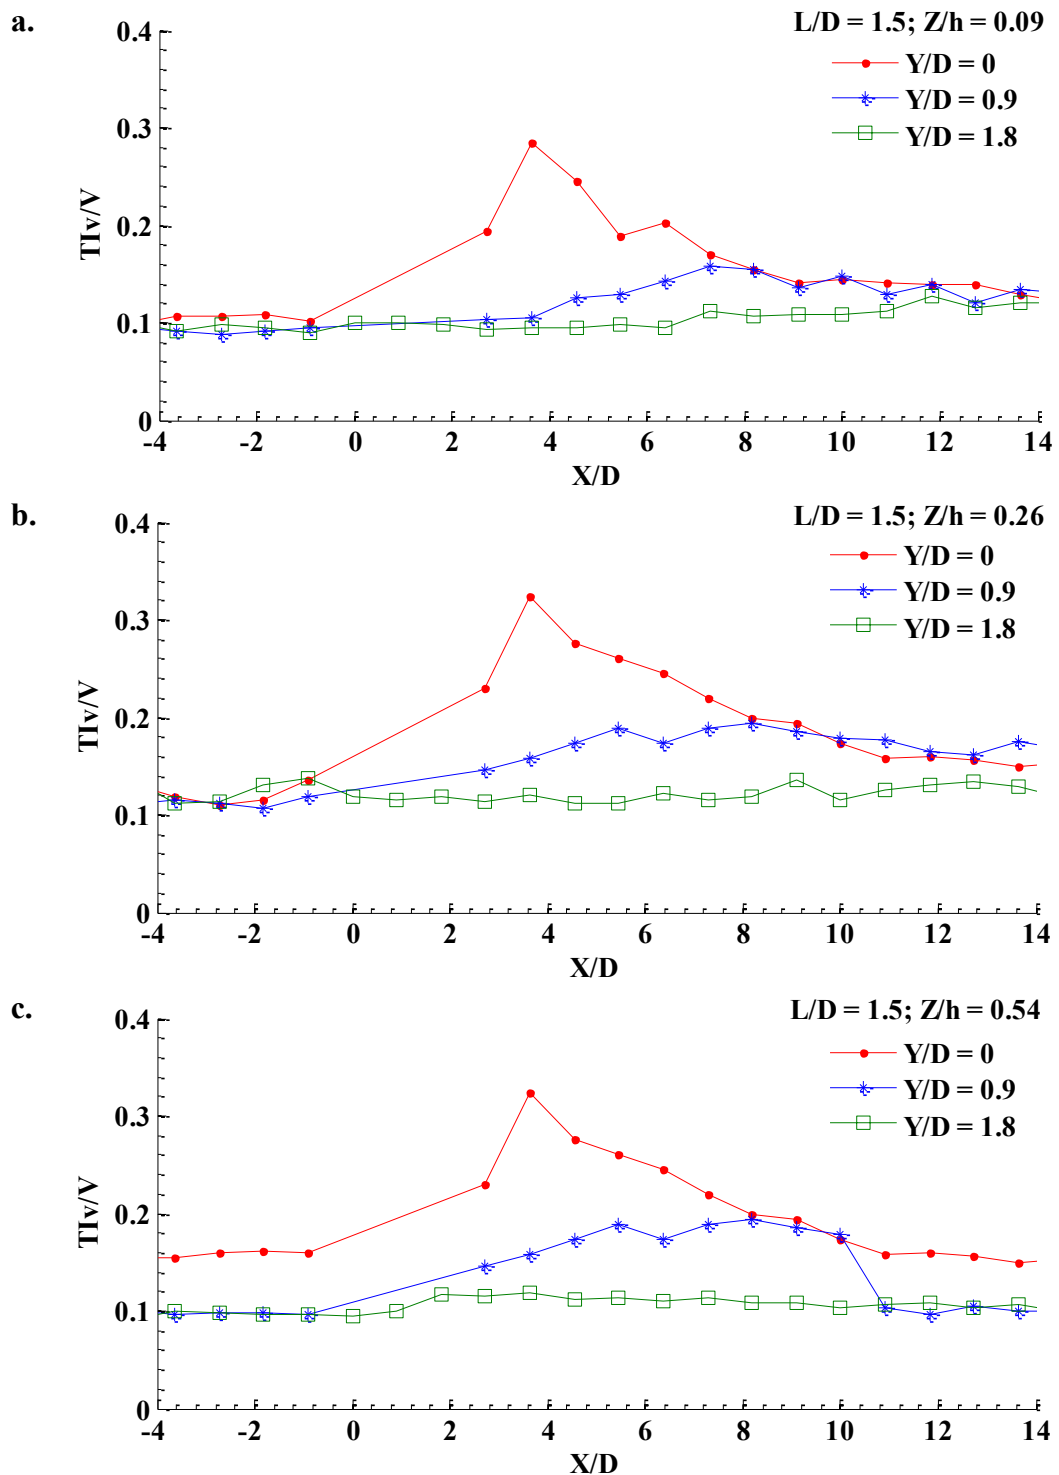 a.
L/D = 1.5; Z/h = 0.09
Y/D = 0
Y/D = 0.9
Y/D = 1.8
TIv/V
0.4
0.3
0.2
0.1
0
-4 -2 0 2 4 6 8 10 12 14
X/D
b.
L/D = 1.5; Z/h = 0.26
Y/D = 0
Y/D = 0.9
Y/D = 1.8
TIv/V
0.4
0.3
0.2
0.1
0
-4 -2 0 2 4 6 8 10 12 14
X/D
c.
L/D = 1.5; Z/h = 0.54
Y/D = 0
Y/D = 0.9
Y/D = 1.8
TIv/V
0.4
0.3
0.2
0.1
0
-4 -2 0 2 4 6 8 10 12 14
X/D